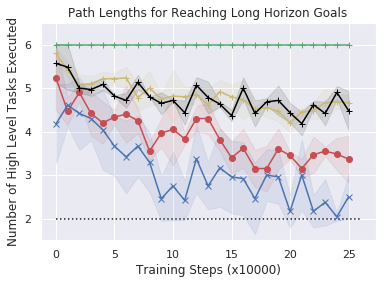 Path Lengths for Reaching Long Horizon Goals
Number of High Level Tasks Executed
6
5
4
3
2
0 5 10 15 20 25
Training Steps (x10000)